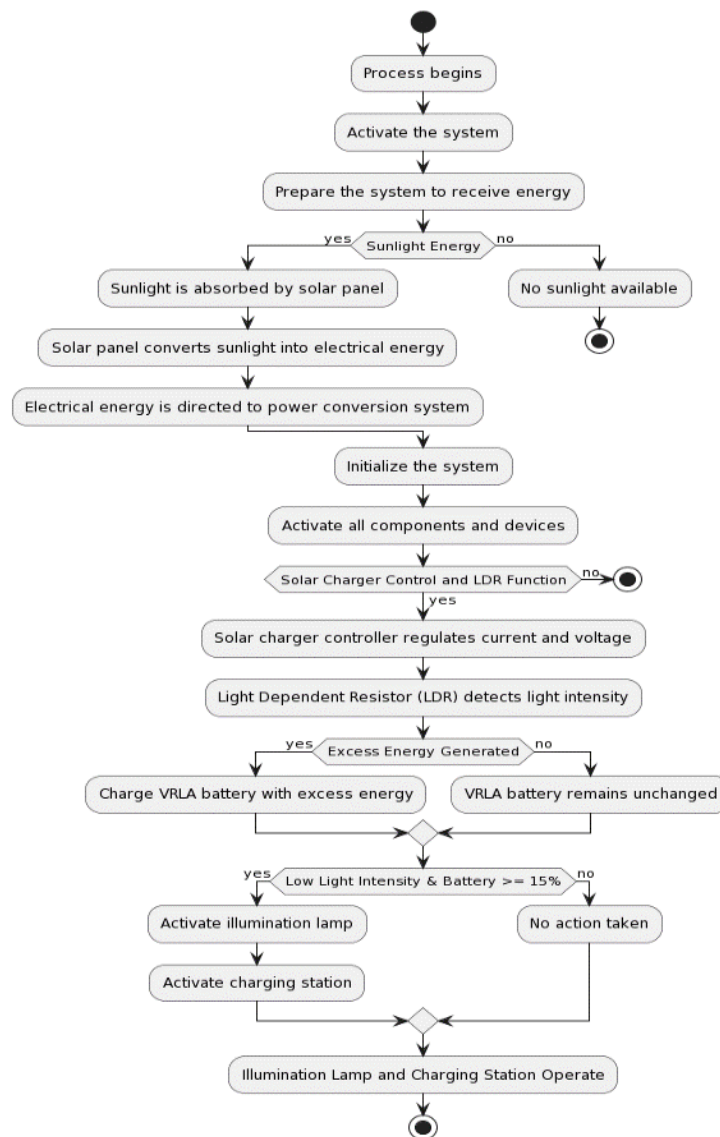 Process begins
Activate the system
Prepare the system to receive energy
yes
Sunlight Energy
no
Sunlight is absorbed by solar panel
No sunlight available
Solar panel converts sunlight into electrical energy
Electrical energy is directed to power conversion system
Initialize the system
Activate all components and devices
Solar Charger Control and LDR Function
no
yes
Solar charger controller regulates current and voltage
Light Dependent Resistor (LDR) detects light intensity
yes
Excess Energy Generated
no
Charge VRLA battery with excess energy
VRLA battery remains unchanged
yes
Low Light Intensity & Battery >= 15%
no
Activate illumination lamp
No action taken
Activate charging station
Illumination Lamp and Charging Station Operate